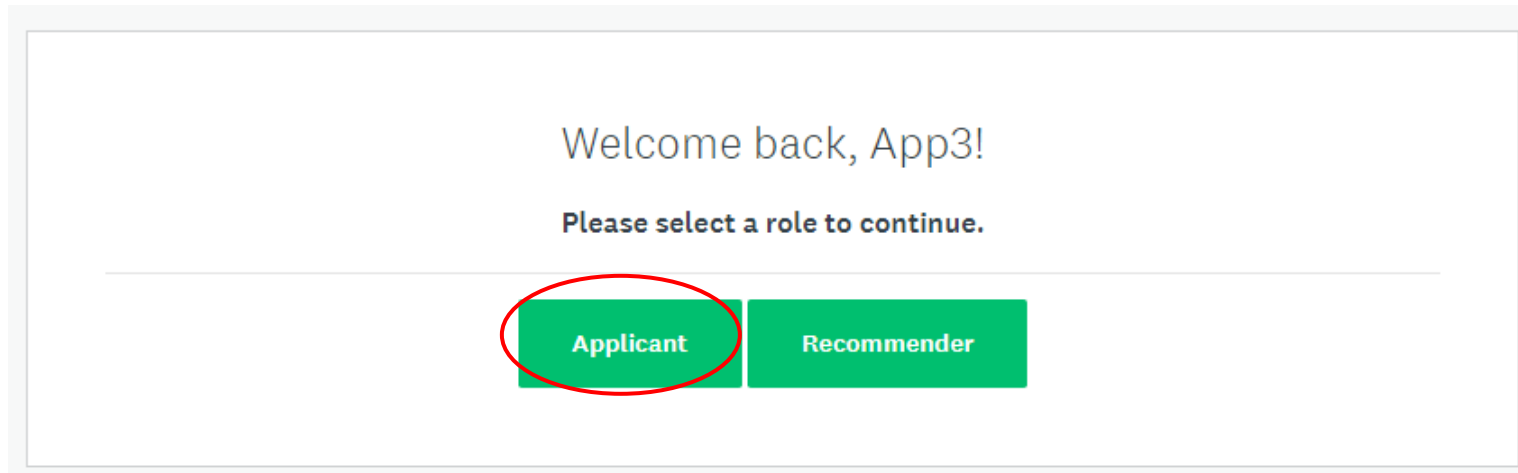 Welcome back, App3!
Please select a role to continue.
Applicant Recommender